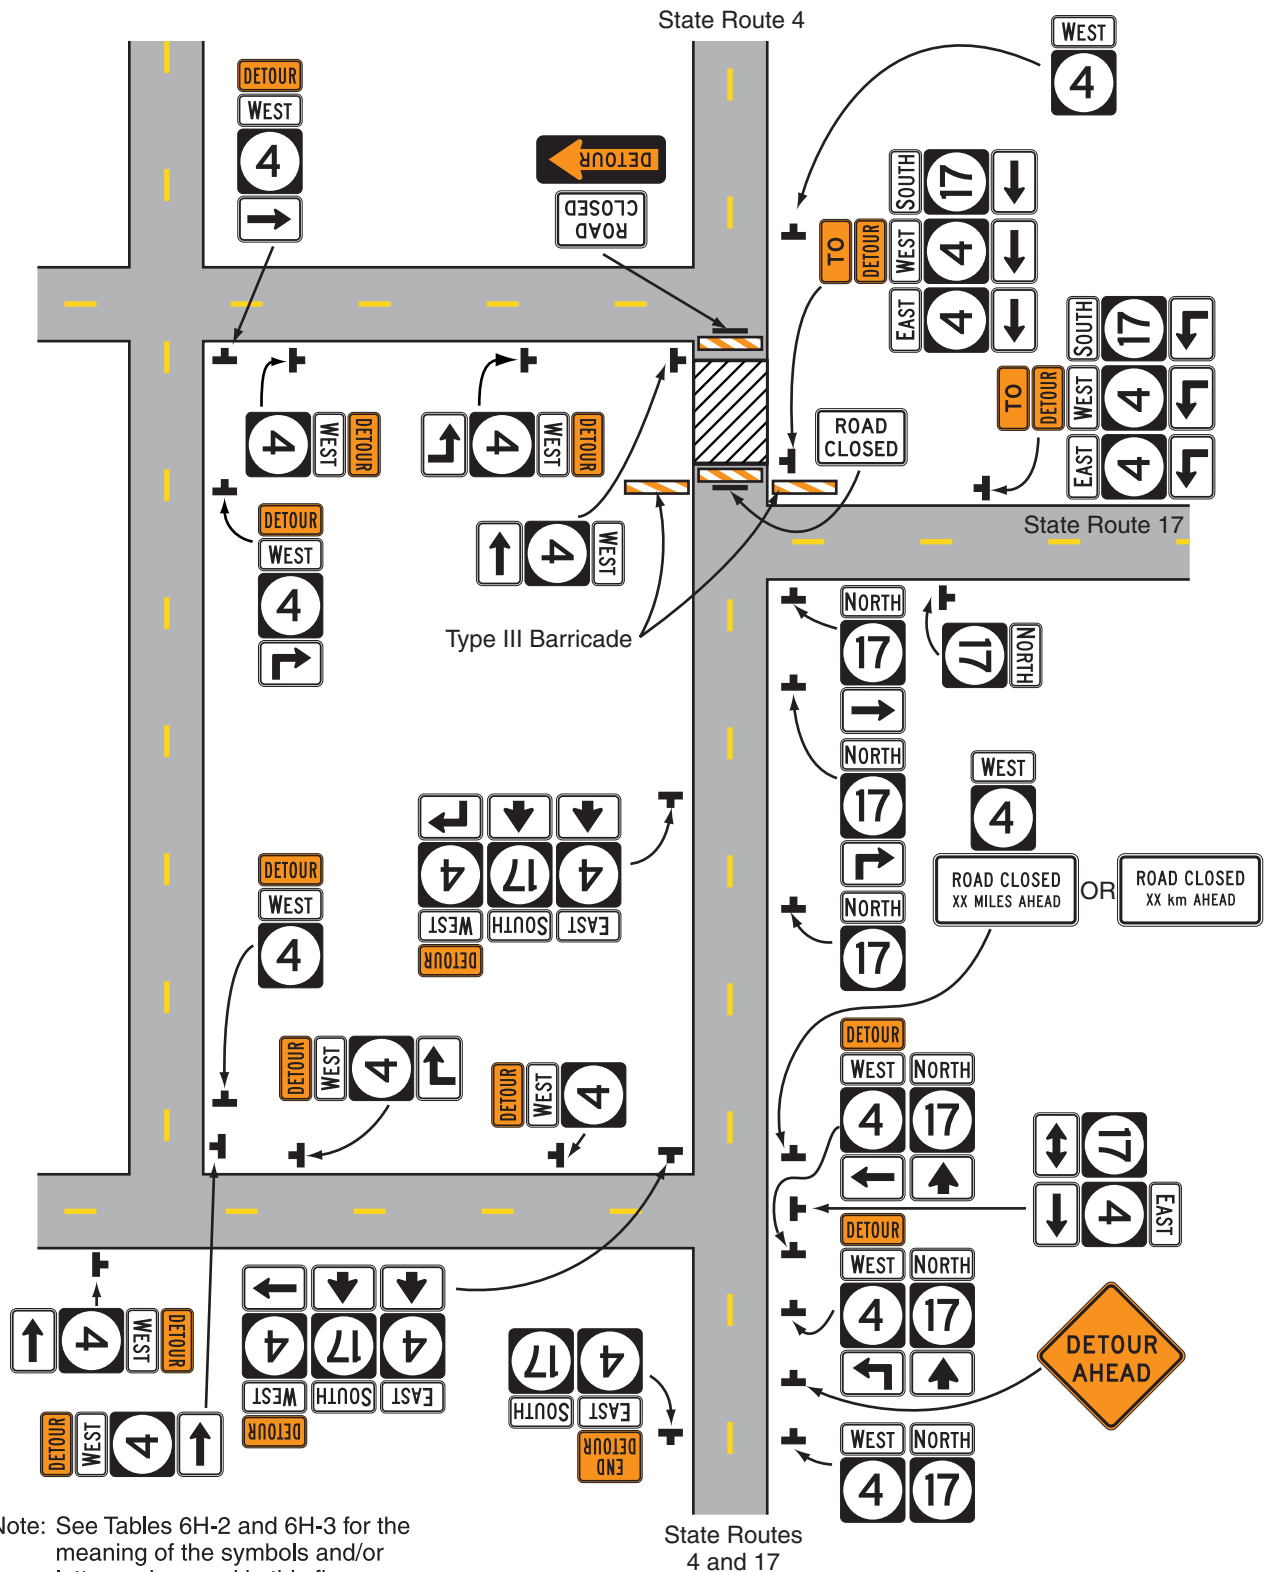 State Route 4
WEST
4
DETOUR
WEST
4
DETOUR
ROAD
CLOSED
SOUTH
17
TO
DETOUR
WEST
4
EAST
4
SOUTH
17
TO
DETOUR
WEST
4
EAST
4
ROAD
CLOSED
4
WEST
DETOUR
4
WEST
DETOUR
DETOUR
WEST
4
4
WEST
State Route 17
Type III Barricade
NORTH
17
17
NORTH
NORTH
17
WEST
4
ROAD CLOSED
XX MILES AHEAD
OR
ROAD CLOSED
XX km AHEAD
NORTH
17
4
17
4
WEST
SOUTH
EAST
DETOUR
DETOUR
WEST
4
DETOUR
WEST
4
DETOUR
WEST
4
DETOUR
WEST
NORTH
4
17
17
4
EAST
DETOUR
WEST
NORTH
4
17
DETOUR
AHEAD
4
WEST
DETOUR
4
17
4
WEST
SOUTH
EAST
DETOUR
17
4
SOUTH
EAST
END
DETOUR
DETOUR
WEST
4
WEST
NORTH
4
17
Note: See Tables 6H-2 and 6H-3 for the
meaning of the symbols and/or
State Routes
4 and 17